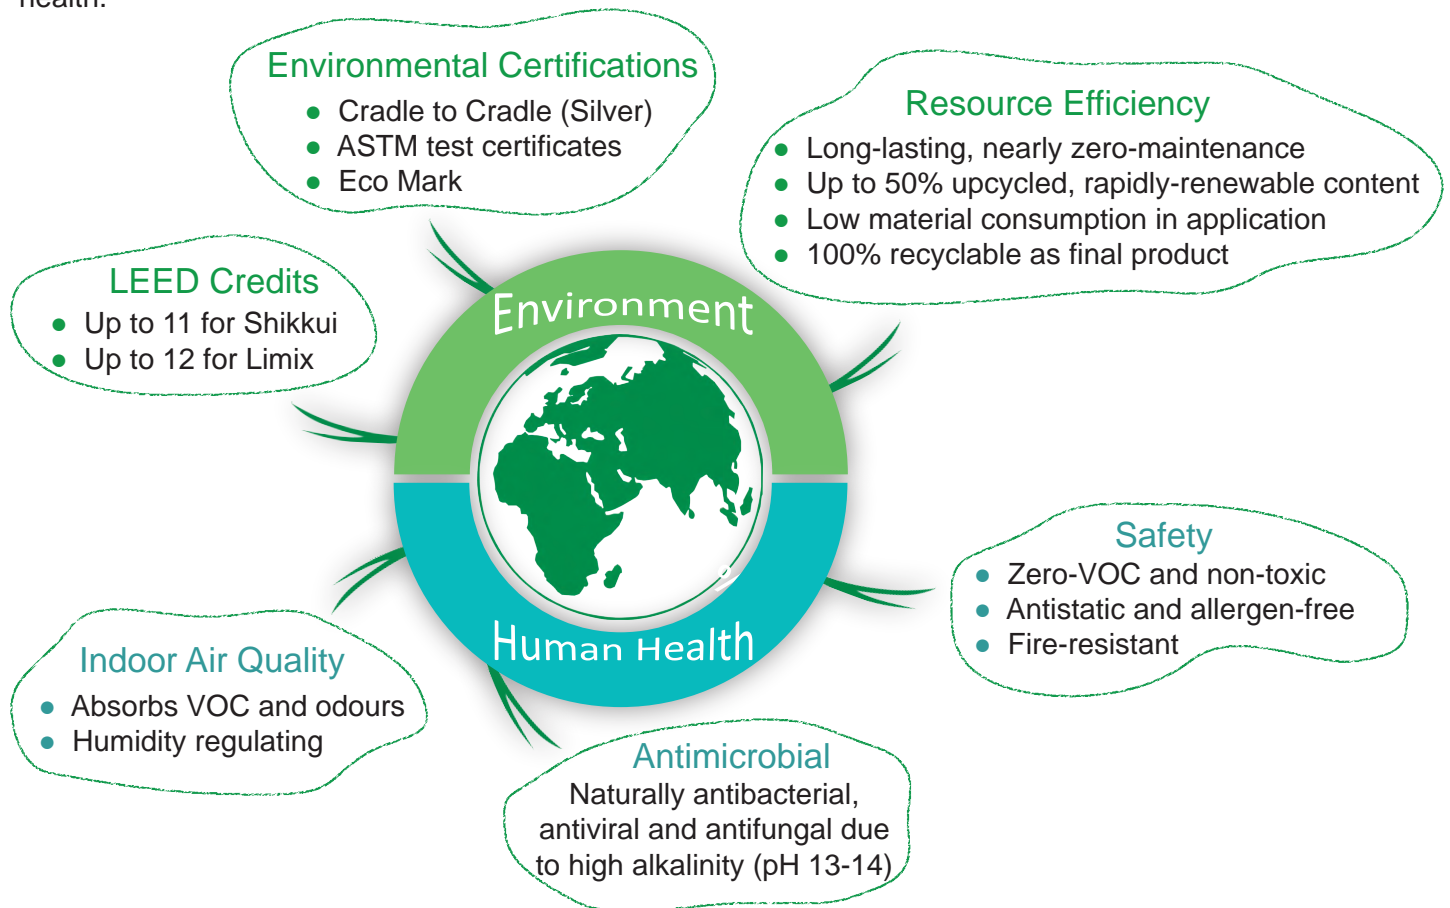 health.
Environmental Certifications
● Cradle to Cradle (Silver)
● ASTM test certificates
● Eco Mark
Resource Efficiency
● Long-lasting, nearly zero-maintenance
● Up to 50% upcycled, rapidly-renewable content
● Low material consumption in application
● 100% recyclable as final product
LEED Credits
● Up to 11 for Shikkui
● Up to 12 for Limix
Environment
Human Health
Safety
● Zero-VOC and non-toxic
● Antistatic and allergen-free
● Fire-resistant
Indoor Air Quality
● Absorbs VOC and odours
● Humidity regulating
Antimicrobial
Naturally antibacterial,
antiviral and antifungal due
to high alkalinity (pH 13-14)